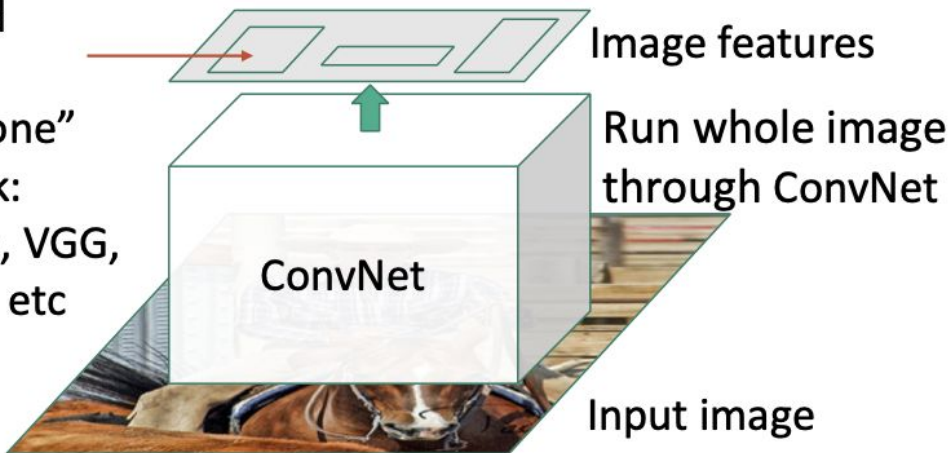 Image features
one”
Run whole image
k:
through ConvNet
, VGG,
ConvNet
etc
Input image